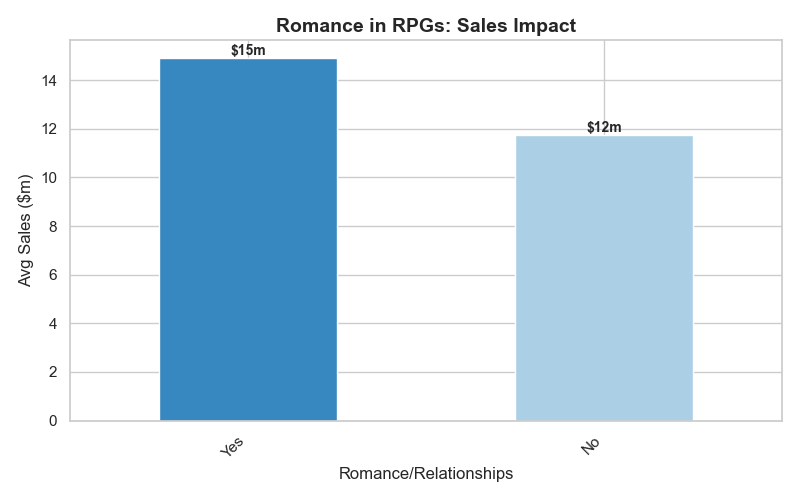 Romance in RPGs: Sales Impact
$15m
$12m
14
12
10
8
6
4
2
0
Avg Sales ($m)
Yes
No
Romance/Relationships